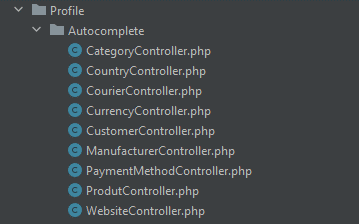 Profile
Autocomplete
CategoryController.php
CountryController.php
CourierController.php
CurrencyController.php
CustomerController.php
ManufacturerController.php
PaymentMethodController.php
ProdutController.php
WebsiteController.php